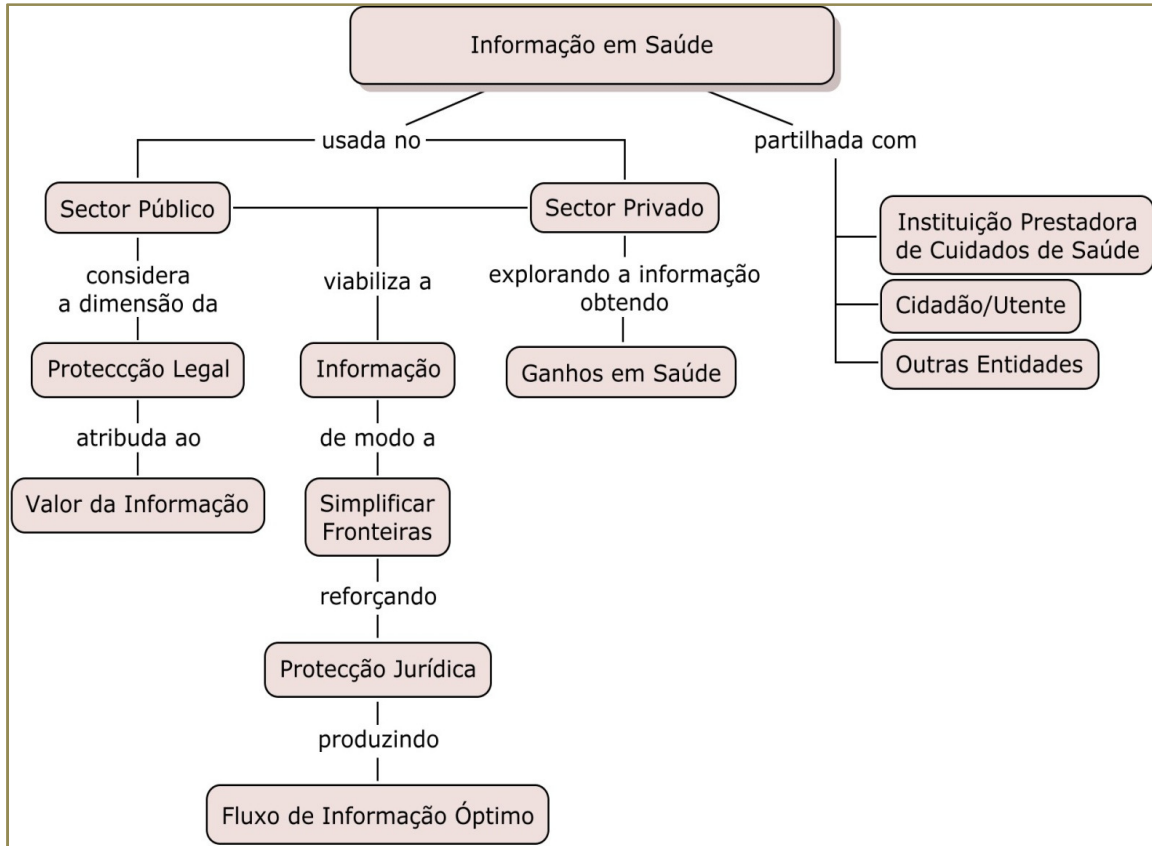 Informação em Saúde
usada no
partilhada com
Sector Público
Sector Privado
Instituição Prestadora
de Cuidados de Saúde
considera
a dimensão da
viabiliza a
explorando a informação
obtendo
Cidadão/Utente
Proteccção Legal
Informação
Ganhos em Saúde
Outras Entidades
atribuda ao
de modo a
Valor da Informação
Simplificar
Fronteiras
reforçando
Protecção Jurídica
produzindo
Fluxo de Informação Óptimo